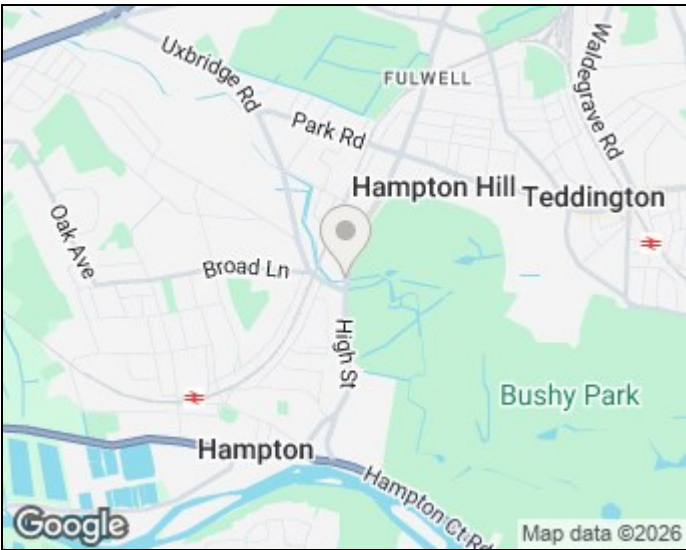 Uxbridge Rd
FULWELL
Waldegrave Rd
Park Rd
Hampton Hill
Teddington
Oak Ave
Broad Ln
High St
Bushy Park
Hampton
Hampton Ct Rd
Google
Map data ©2026